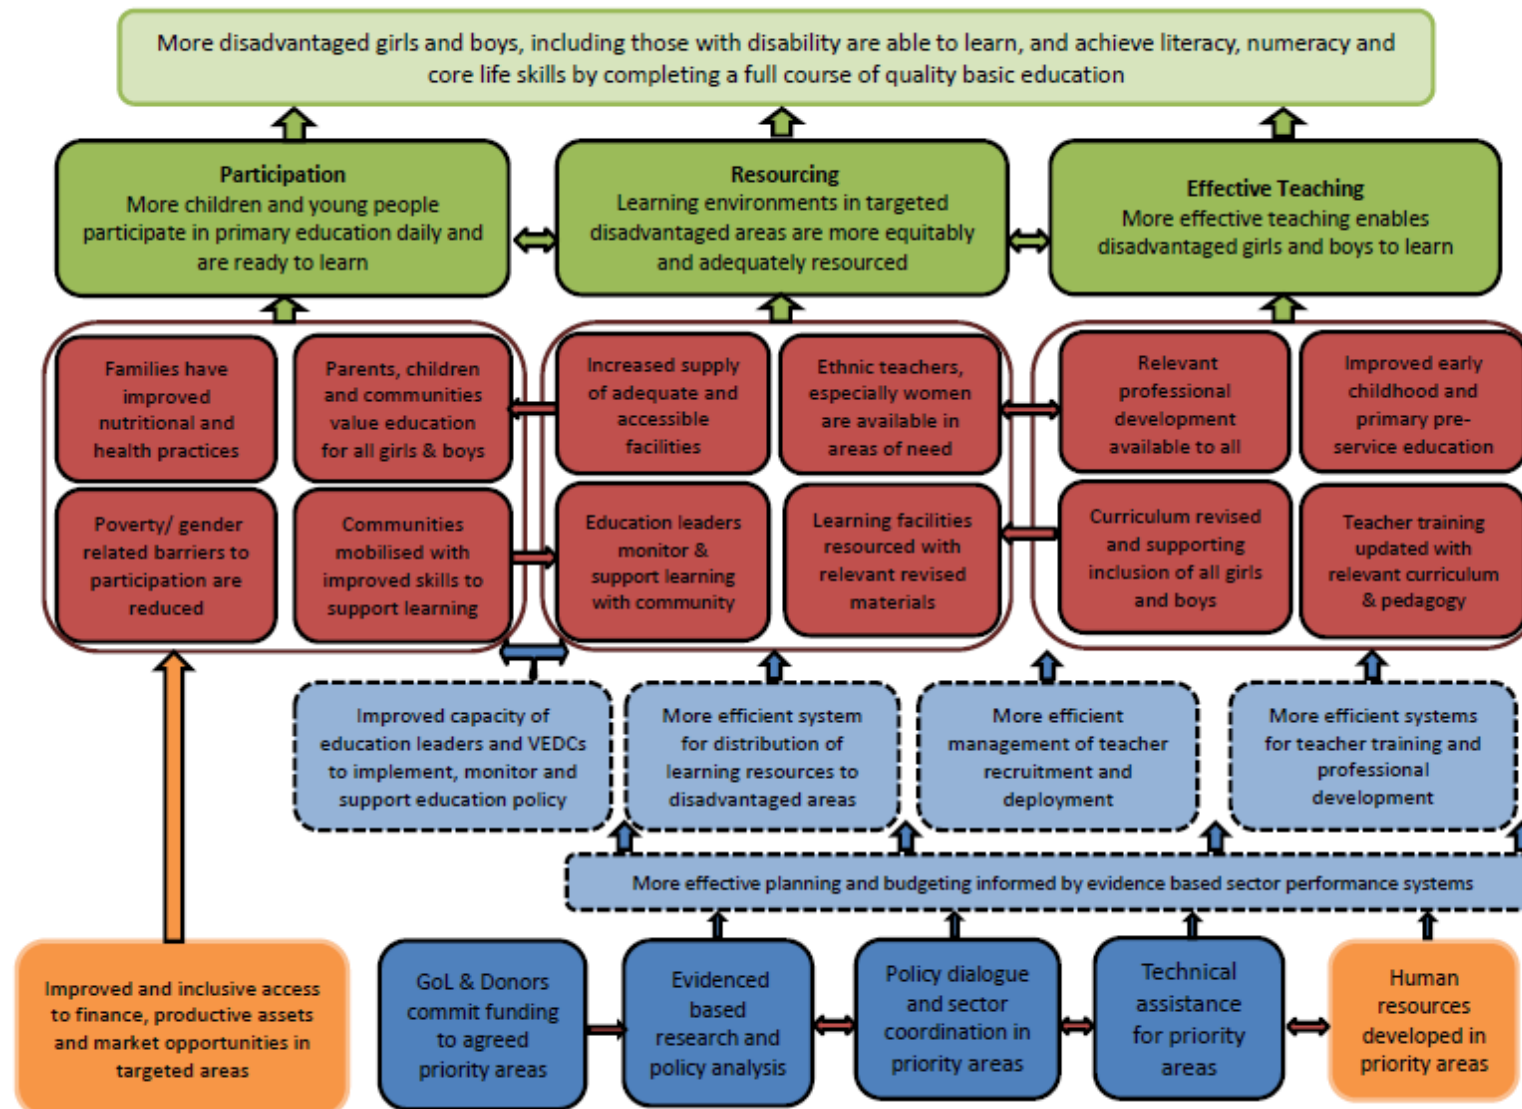 More disadvantaged girls and boys, including those with disability are able to learn, and achieve literacy, numeracy and
core life skills by completing a full course of quality basic education
Participation
More children and young people
participate in primary education daily and
are ready to learn
Resourcing
Learning environments in targeted
disadvantaged areas are more equitably
and adequately resourced
Effective Teaching
More effective teaching enables
disadvantaged girls and boys to learn
Families have
improved
nutritional and
health practices
Parents, children
and communities
value education
for all girls & boys
Increased supply
of adequate and
accessible
facilities
Ethnic teachers,
especially women
are available in
areas of need
Relevant
professional
development
available to all
Improved early
childhood and
primary pre-
service education
Poverty/ gender
related barriers to
participation are
reduced
Communities
mobilised with
improved skills to
support learning
Education leaders
monitor &
support learning
with community
Learning facilities
resourced with
relevant revised
materials
Curriculum revised
and supporting
inclusion of all girls
and boys
Teacher training
updated with
relevant curriculum
& pedagogy
Improved capacity of
education leaders and VEDCs
to implement, monitor and
support education policy
More efficient system
for distribution of
learning resources to
disadvantaged areas
More efficient
management of teacher
recruitment and
deployment
More efficient systems
for teacher training and
professional
development
More effective planning and budgeting informed by evidence based sector performance systems
Improved and inclusive access
to finance, productive assets
and market opportunities in
targeted areas
GoL & Donors
commit funding
to agreed
priority areas
Evidenced
based
research and
policy analysis
Policy dialogue
and sector
coordination in
priority areas
Technical
assistance
for priority
areas
Human
resources
developed in
priority areas